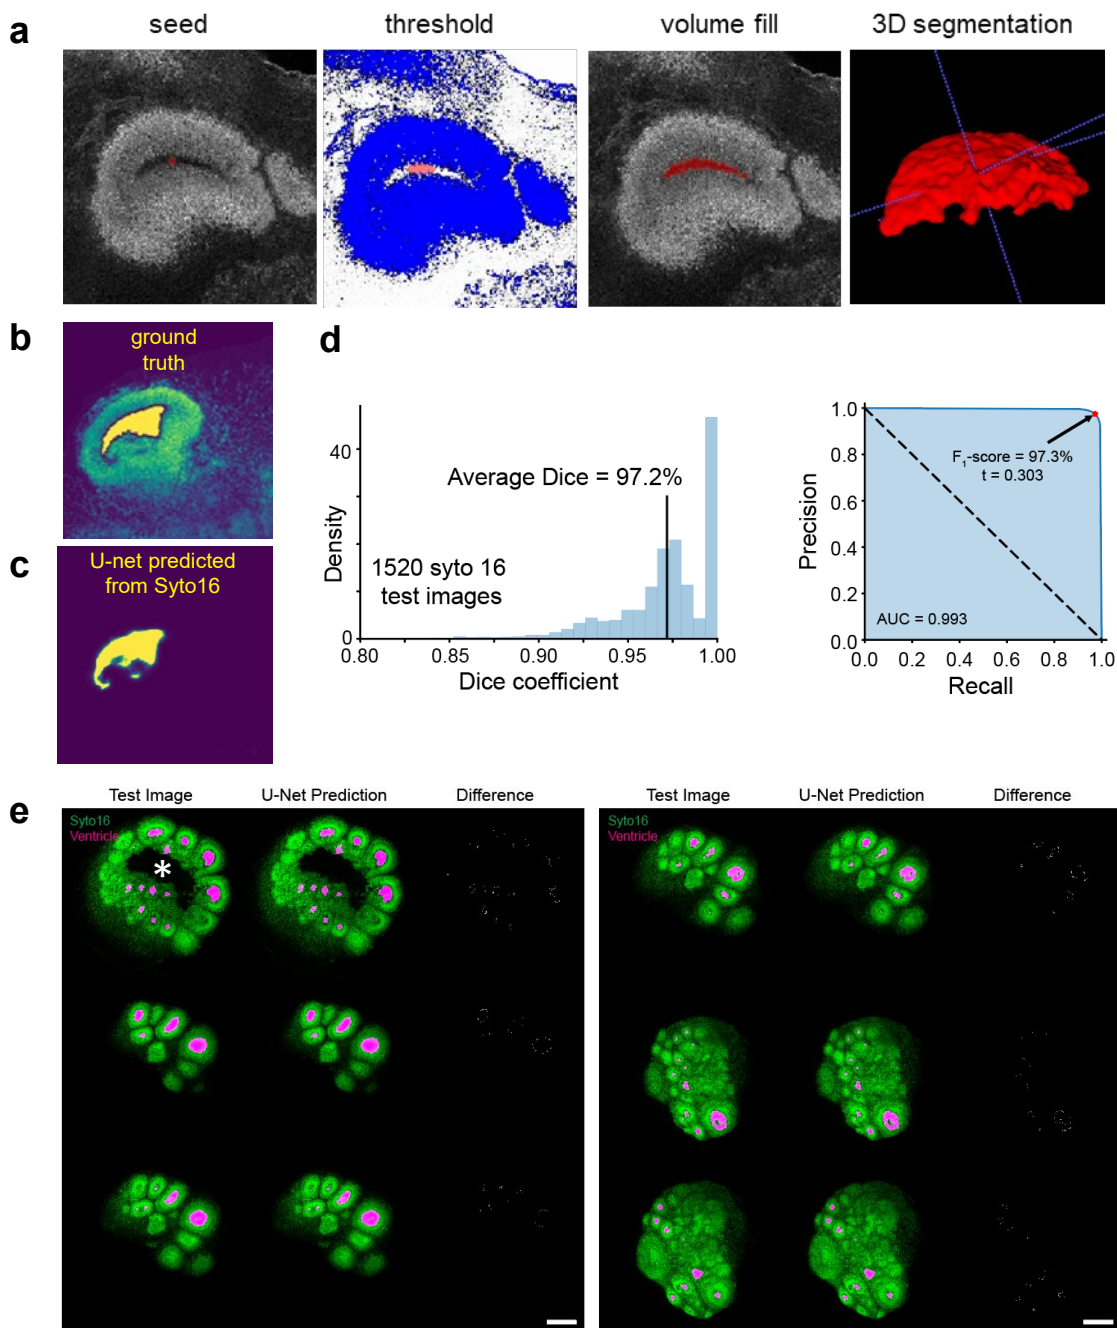 a
seed
threshold
volume fill
3D segmentation
b
ground
truth
c
U-net predicted
from Syto16
d
40
0
Density
Average Dice = 97.2%
1520 syto 16
test images
0.80
0.85
0.90
0.95
1.00
Dice coefficient
1.0
0.8
0.6
0.4
0.2
0.0
Precision
F1-score = 97.3%
t = 0.303
AUC = 0.993
0.0
0.2
0.4
0.6
0.8
1.0
Recall
e
Test Image
U-Net Prediction
Difference
Syto16
Ventricle
*
Test Image
U-Net Prediction
Difference
Syto16
Ventricle